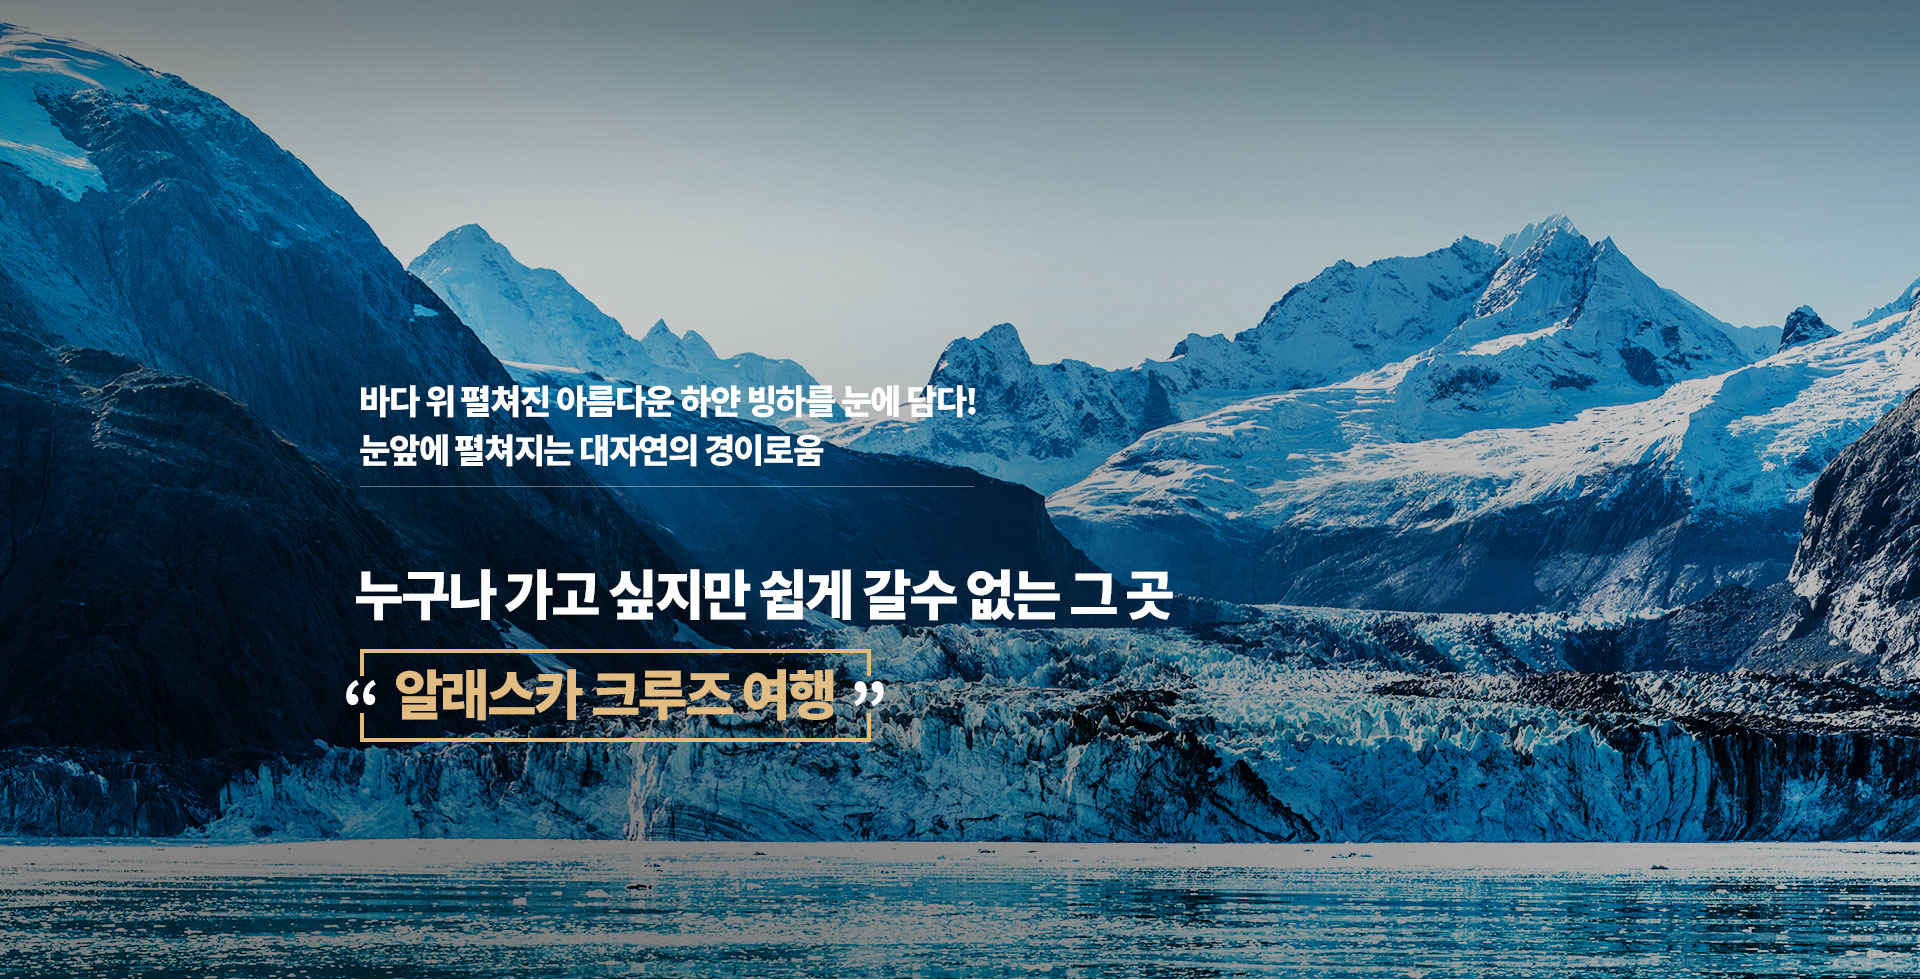 바다 위 펼쳐진 아름다운 하얀 빙하를 눈에 담다!
눈앞에 펼쳐지는 대자연의 경이로움
누구나 가고 싶지만 쉽게 갈수 없는 그 곳
“알래스카 크루즈 여행”